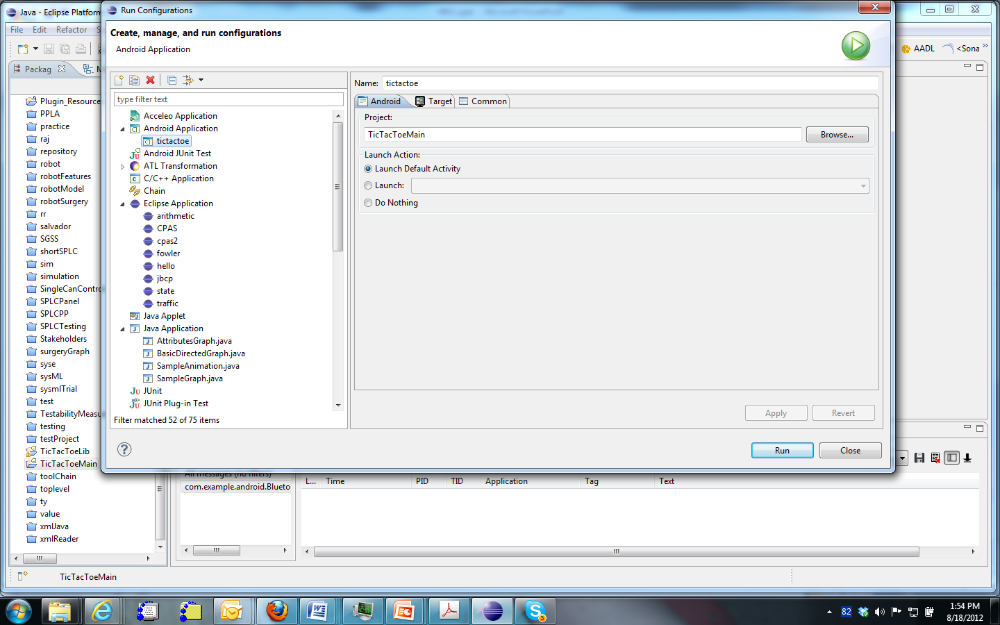 Java - Eclipse Platform
Run Configurations
File Edit Refactor
Create, manage, and run configurations
Android Application
AADL
<Sona
Packag
Name: tictactoe
type filter text
Android Target Common
Project:
TicTacToeMain
Browse...
Launch Action:
Launch Default Activity
Launch:
Do Nothing
Acceleo Application
Android Application
tictactoe
Android JUnit Test
ATL Transformation
C/C++ Application
Chain
Eclipse Application
arithmetic
CPAS
cpas2
fowler
hello
jbcp
state
traffic
Java Applet
Java Application
AttributesGraph.java
BasicDirectedGraph.java
SampleAnimation.java
SampleGraph.java
JUnit
JUnit Plug-in Test
Filter matched 52 of 75 items
Apply Revert
Run Close
Plugin_Resource
PPLA
practice
raj
repository
robot
robotFeatures
robotModel
robotSurgery
rr
salvador
SGSS
shortSPLC
sim
simulation
SingleCanContro
SPLCPanel
SPLCPP
SPLCTesting
Stakeholders
surgeryGraph
syse
sysML
sysmlTrial
test
TestabilityMeasu
testing
testProject
TicTacToeLib
TicTacToeMain
toolChain
toplevel
ty
value
xmlJava
xmlReader
All messages (no filters)
com.example.android.Blueto
L... Time PID TID Application Tag Text
TicTacToeMain
82
1:54 PM
8/18/2012